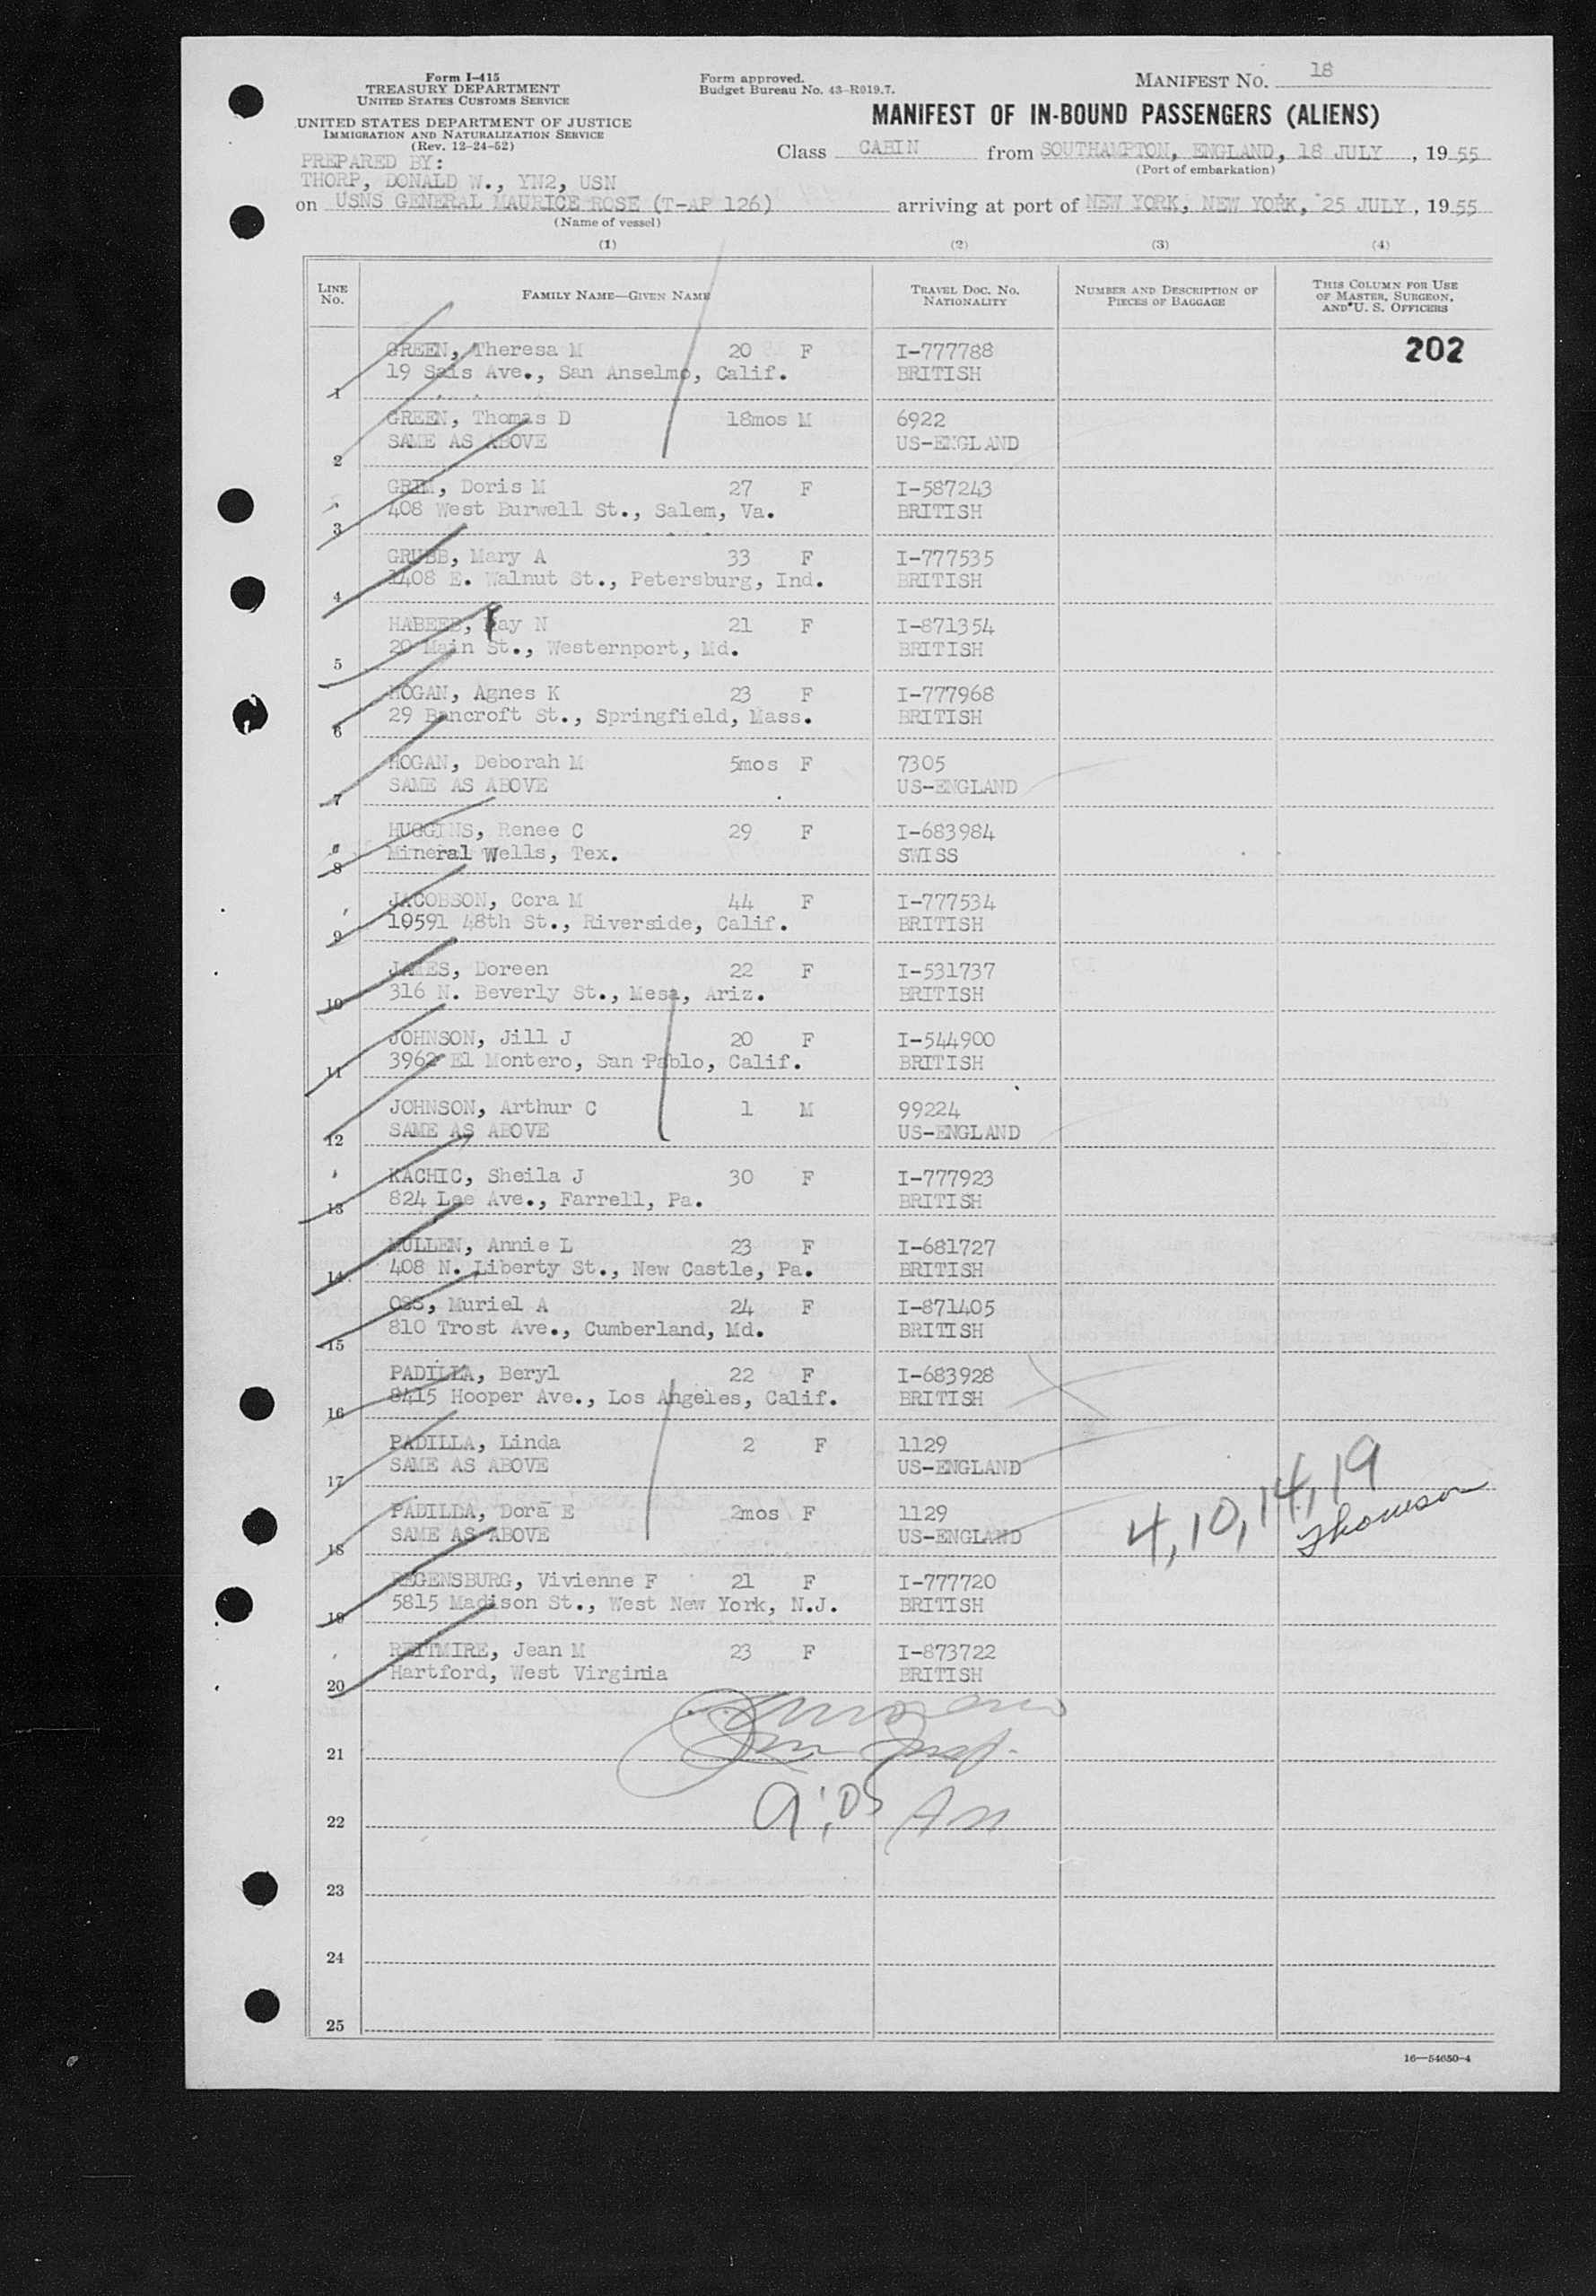 Form I-415
TREASURY DEPARTMENT
UNITED STATES CUSTOMS SERVICE
UNITED STATES DEPARTMENT OF JUSTICE
IMMIGRATION AND NATURALIZATION SERVICE
(Rev. 12-24-52)
Form approved.
Budget Bureau No. 43-R019.7.
MANIFEST NO. 18
MANIFEST OF IN-BOUND PASSENGERS (ALIENS)
Class CABIN from SOUTHAMPTON, ENGLAND, 18 JULY, 1955
(Port of embarkation)
PREPARED BY:
THORP, DONALD W., YN2, USN
on USNS GENERAL MAURICE ROSE (T-AP 126) arriving at port of NEW YORK, NEW YORK, 25 JULY, 1955
(Name of vessel)
(1) (2) (3) (4)
LINE NO. FAMILY NAME—GIVEN NAME TRAVEL DOC. NO. NATIONALITY NUMBER AND DESCRIPTION OF PIECES OF BAGGAGE THIS COLUMN FOR USE OF MASTER, SURGEON, AND U. S. OFFICERS
202
GREEN, Theresa M 20 F I-777788
1 19 Sais Ave., San Anselmo, Calif. BRITISH
GREEN, Thomas D 18mos M 6922
2 SAME AS ABOVE US-ENGLAND
GRIM, Doris M 27 F I-587243
3 408 West Burwell St., Salem, Va. BRITISH
GRUBB, Mary A 33 F I-777535
4 1408 E. Walnut St., Petersburg, Ind. BRITISH
HABEEB, ay N 21 F I-871354
5 20 Main St., Westernport, Md. BRITISH
HOGAN, Agnes K 23 F I-777968
6 29 Bancroft St., Springfield, Mass. BRITISH
HOGAN, Deborah M 5mos F 7305
7 SAME AS ABOVE US-ENGLAND
HUGGINS, Renee C 29 F I-683984
8 Mineral Wells, Tex. SWISS
JACOBSON, Cora M 44 F I-777534
9 10591 48th St., Riverside, Calif. BRITISH
JAMES, Doreen 22 F I-531737
10 316 N. Beverly St., Mesa, Ariz. BRITISH
JOHNSON, Jill J 20 F I-544900
11 3962 El Montero, San Pablo, Calif. BRITISH
JOHNSON, Arthur C 1 M 99224
12 SAME AS ABOVE US-ENGLAND
KACHIC, Sheila J 30 F I-777923
13 824 Lee Ave., Farrell, Pa. BRITISH
MULLEN, Annie L 23 F I-681727
14 408 N. Liberty St., New Castle, Pa. BRITISH
OSS, Muriel A 24 F I-871405
15 810 Trost Ave., Cumberland, Md. BRITISH
PADILLA, Beryl 22 F I-683928
16 8415 Hooper Ave., Los Angeles, Calif. BRITISH
PADILLA, Linda 2 F 1129
17 SAME AS ABOVE US-ENGLAND
PADILDA, Dora E 2mos F 1129
18 SAME AS ABOVE US-ENGLAND
4, 10, 14, 19
Thomson
REGENSBURG, Vivienne F 21 F I-777720
19 5815 Madison St., West New York, N.J. BRITISH
REITMIRE, Jean M 23 F I-873722
20 Hartford, West Virginia BRITISH
21
9:05 AM
22
23
24
25
16—54650-4